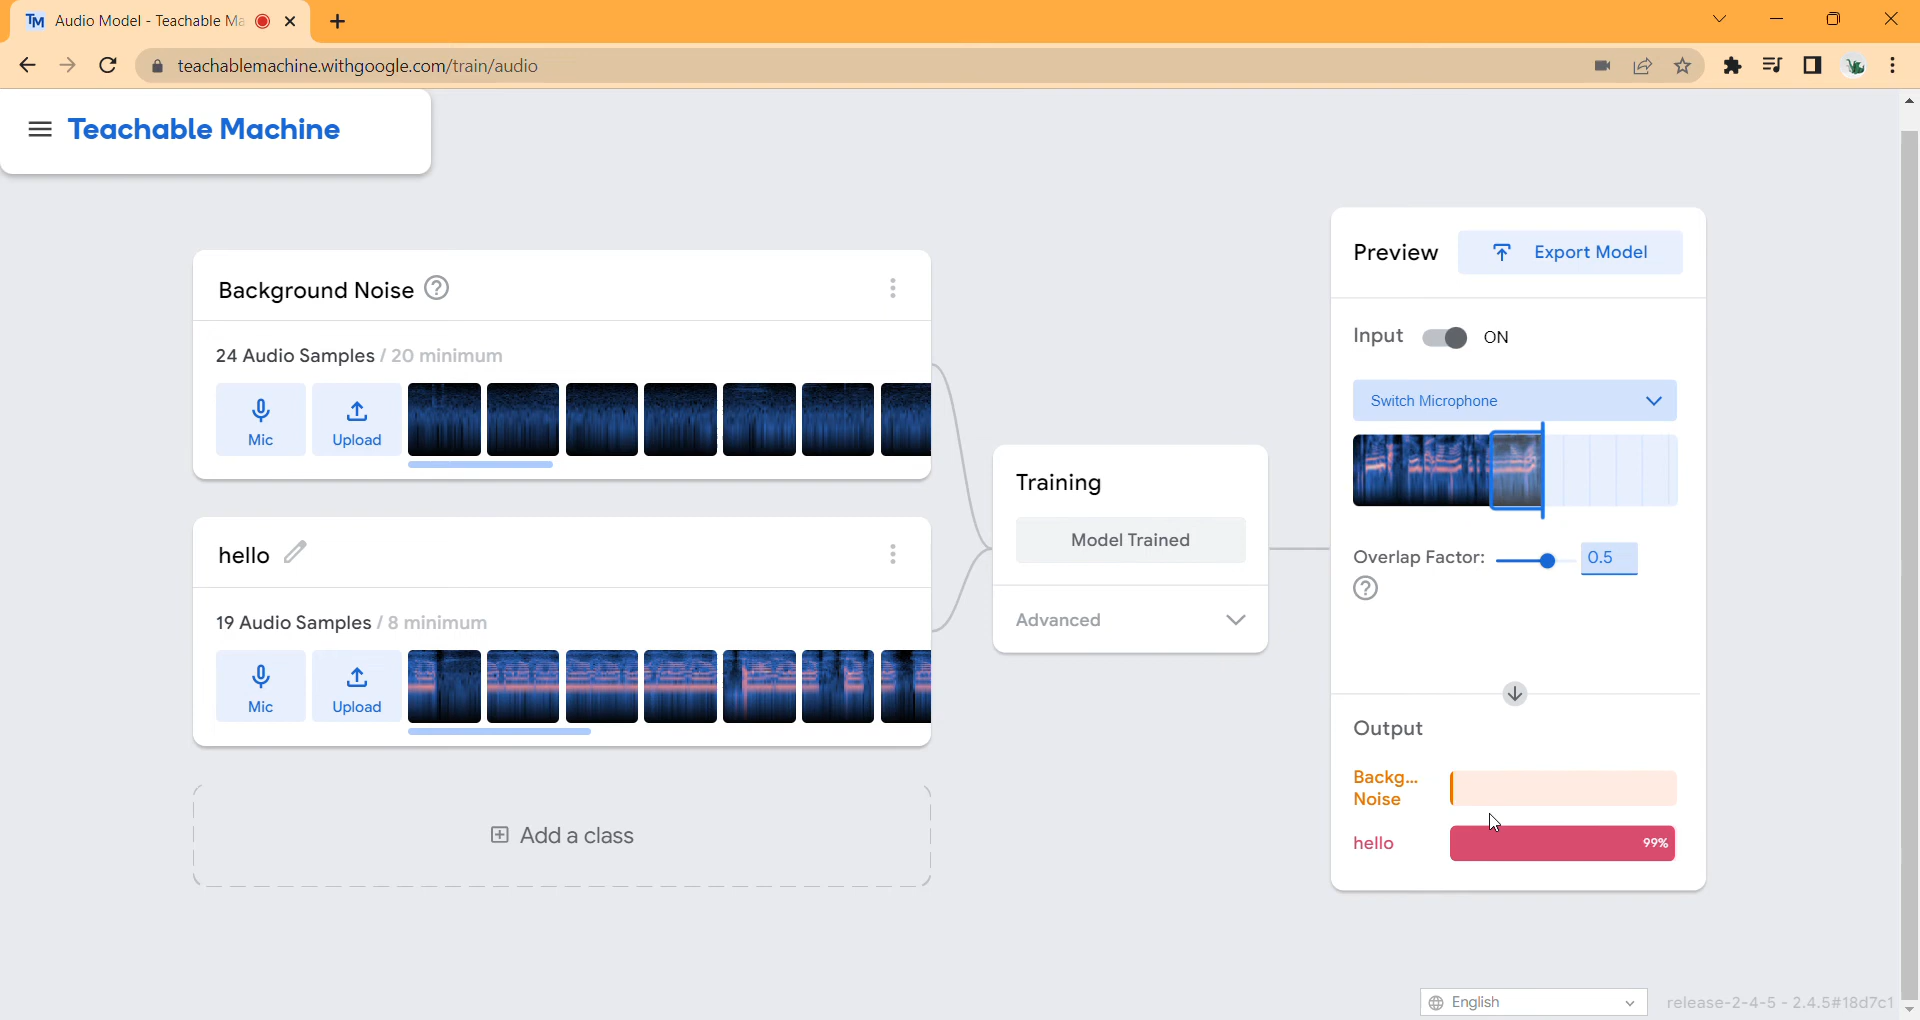 TM Audio Model - Teachable Ma
teachablemachine.withgoogle.com/train/audio
Teachable Machine
Background Noise ?
24 Audio Samples / 20 minimum
Mic
Upload
hello
19 Audio Samples / 8 minimum
Mic
Upload
Add a class
Training
Model Trained
Advanced
Preview
Export Model
Input ON
Switch Microphone
Overlap Factor: 0.5
?
Output
Backg...
Noise
hello 99%
English
release-2-4-5 - 2.4.5#18d7c1